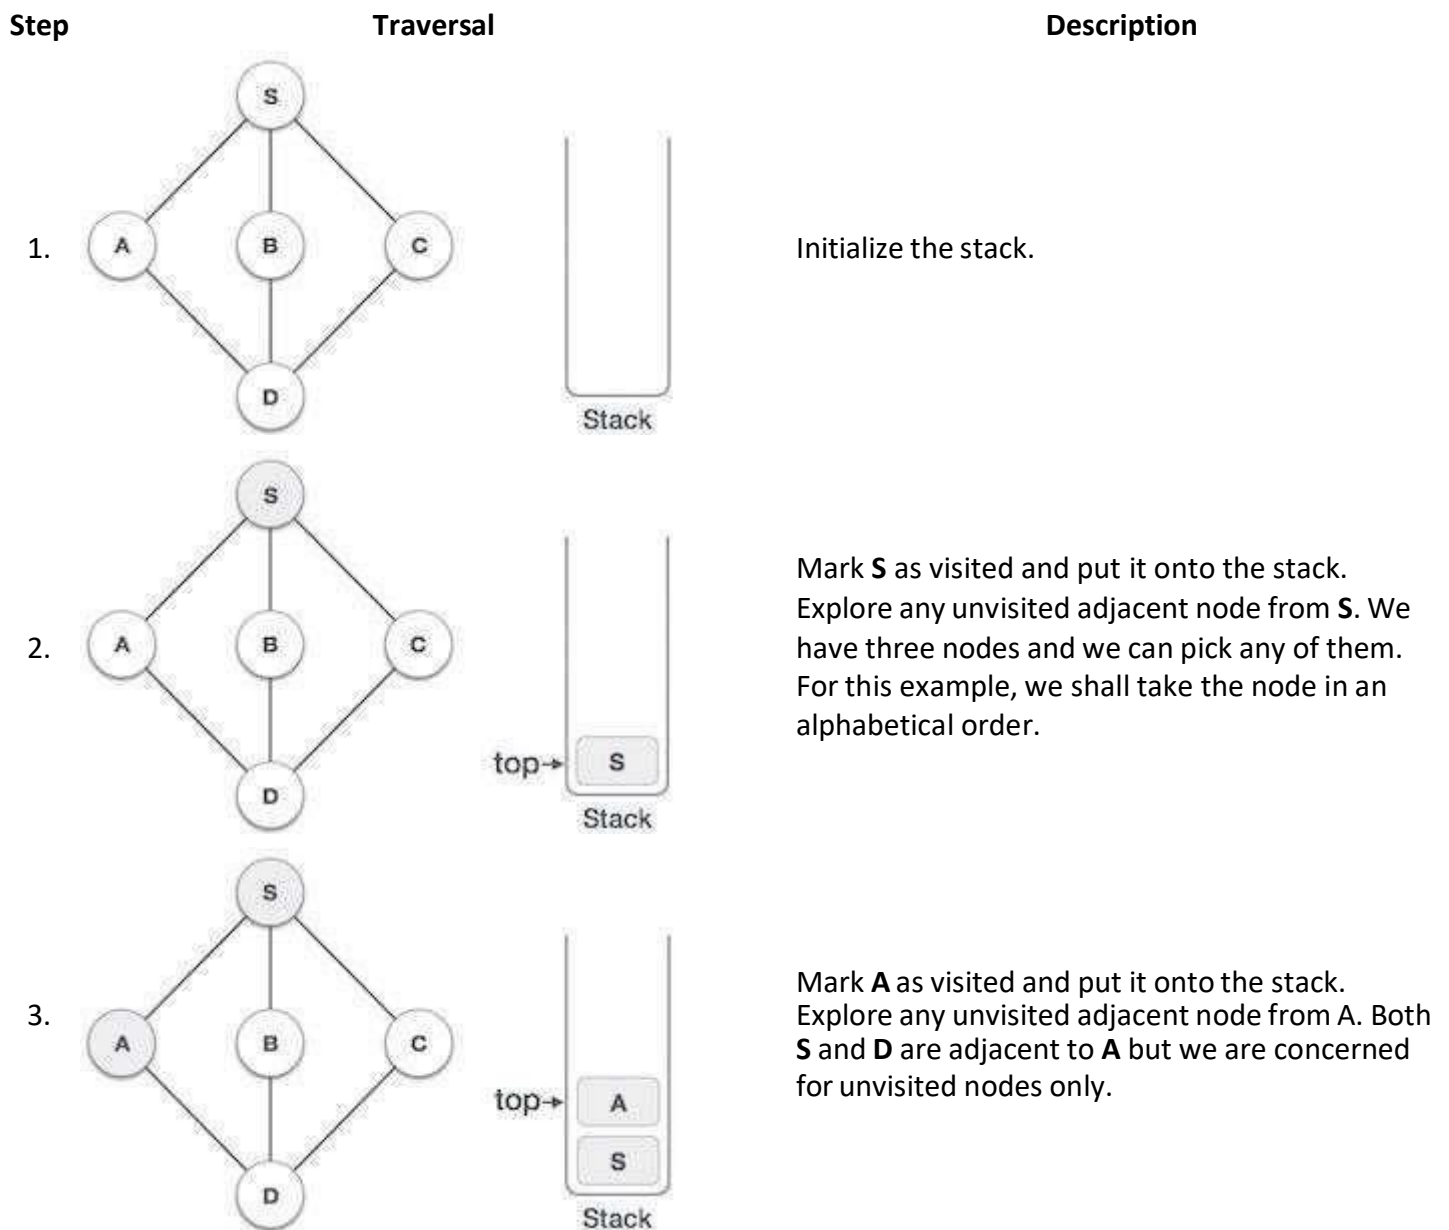 Step Traversal Description
S
A B C
D
1.
Stack
Initialize the stack.
S
A B C
D
2.
top
S
Stack
Mark S as visited and put it onto the stack.
Explore any unvisited adjacent node from S. We
have three nodes and we can pick any of them.
For this example, we shall take the node in an
alphabetical order.
S
A B C
D
3.
top
A
S
Stack
Mark A as visited and put it onto the stack.
Explore any unvisited adjacent node from A. Both
S and D are adjacent to A but we are concerned
for unvisited nodes only.